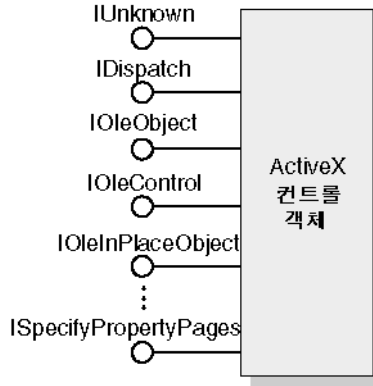 IUnknown
IDispatch
IOleObject
IOleControl
IOleInPlaceObject
ISpecifyPropertyPages
ActiveX
컨트롤
객체